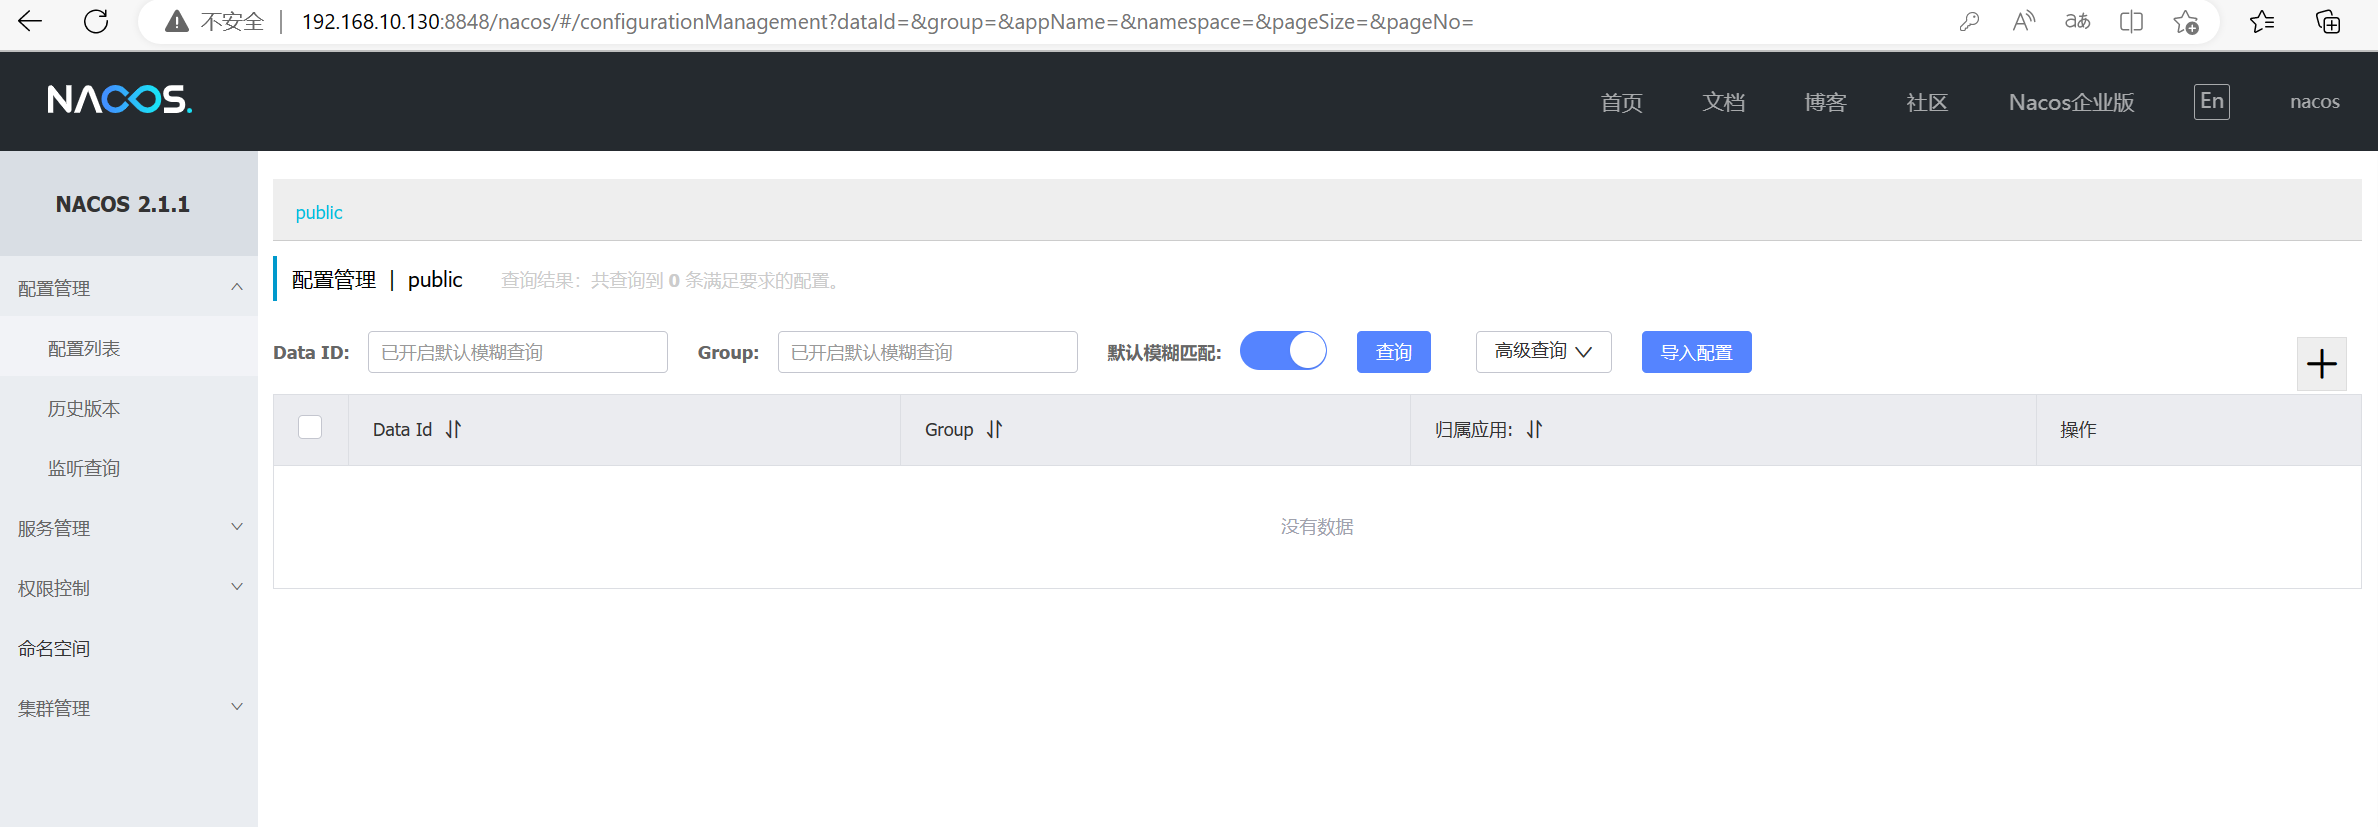 不安全 192.168.10.130:8848/nacos/#/configurationManagement?dataId=&group=&appName=&namespace=&pageSize=&pageNo= A aあ
NACOS. 首页 文档 博客 社区 Nacos企业版 En nacos
NACOS 2.1.1
public
配置管理
配置列表
历史版本
监听查询
服务管理
权限控制
命名空间
集群管理
配置管理 | public 查询结果：共查询到 0 条满足要求的配置。
Data ID: 已开启默认模糊查询 Group: 已开启默认模糊查询 默认模糊匹配: 查询 高级查询 导入配置
Data Id Group 归属应用: 操作
没有数据